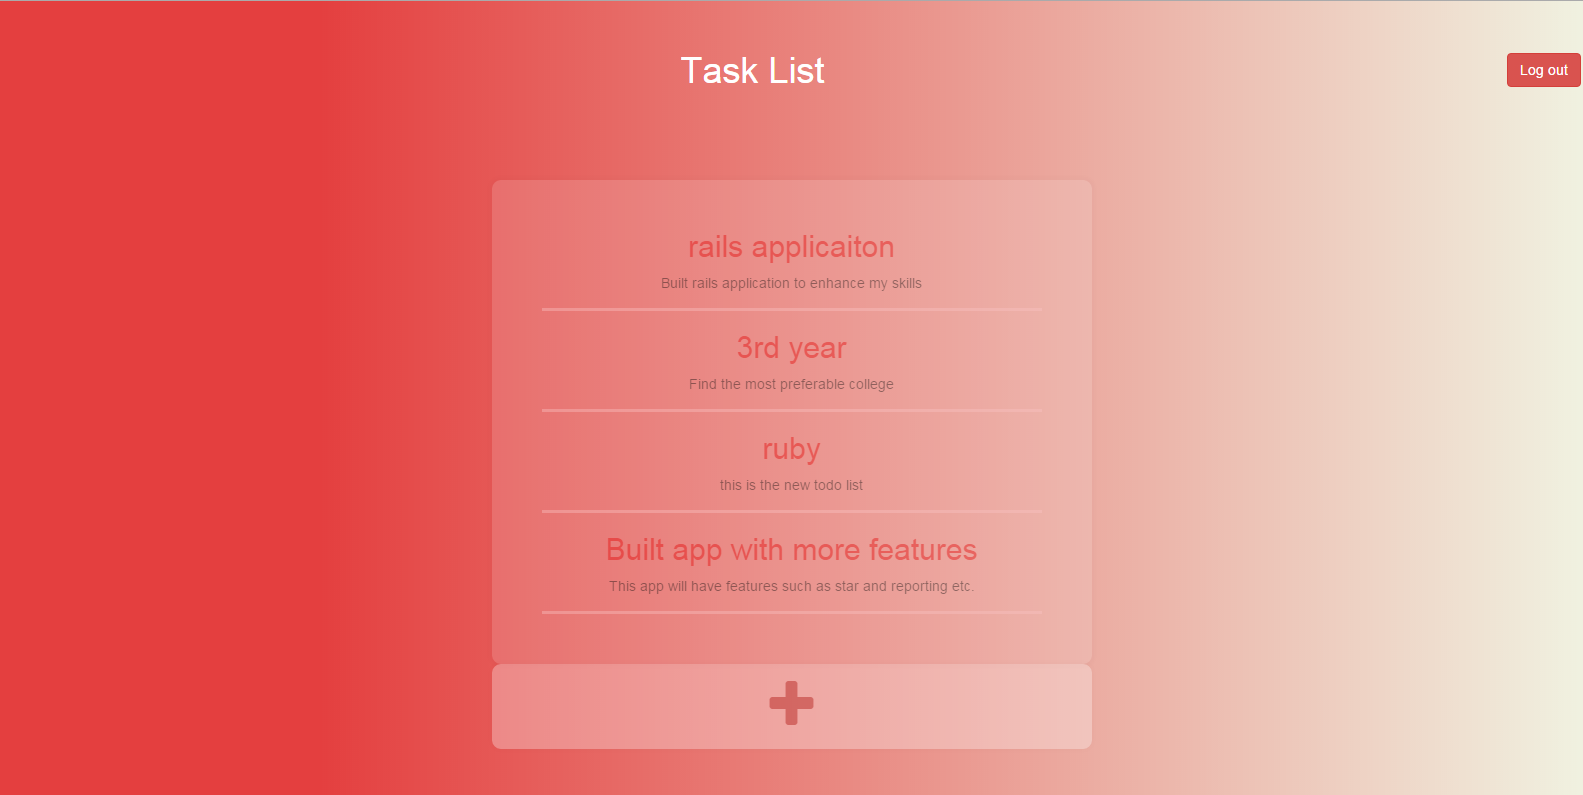 Task List
Log out
rails applicaiton
Built rails application to enhance my skills
3rd year
Find the most preferable college
ruby
this is the new todo list
Built app with more features
This app will have features such as star and reporting etc.